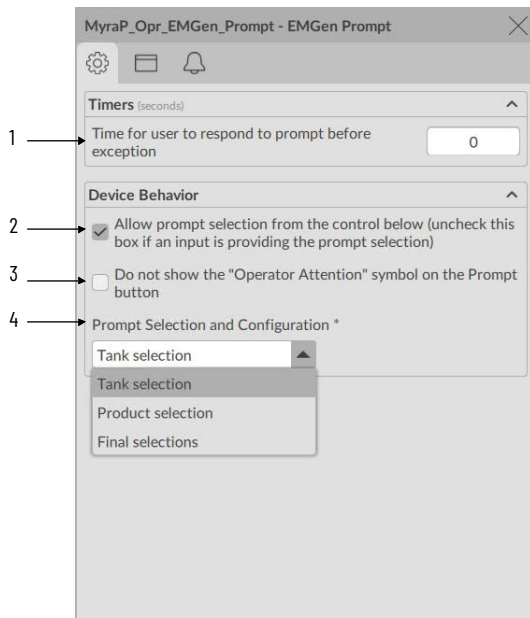 MyraP_Opr_EMGen_Prompt - EMGen Prompt
Timers (seconds)
1
Time for user to respond to prompt before
exception
0
Device Behavior
2
Allow prompt selection from the control below (uncheck this
box if an input is providing the prompt selection)
3
Do not show the "Operator Attention" symbol on the Prompt
button
4
Prompt Selection and Configuration *
Tank selection
Tank selection
Product selection
Final selections